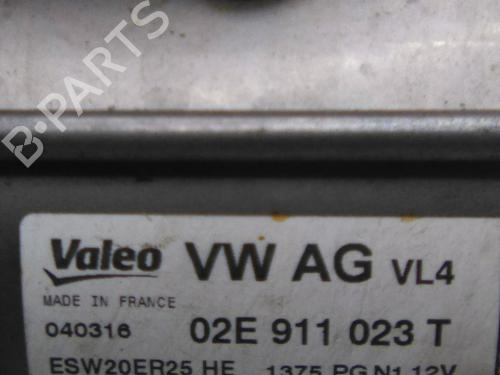 B-PARTS
Valeo VW AG VL4
MADE IN FRANCE
040316 02E 911 023 T
ESW20ER25 HE 1375 PG N1 12V